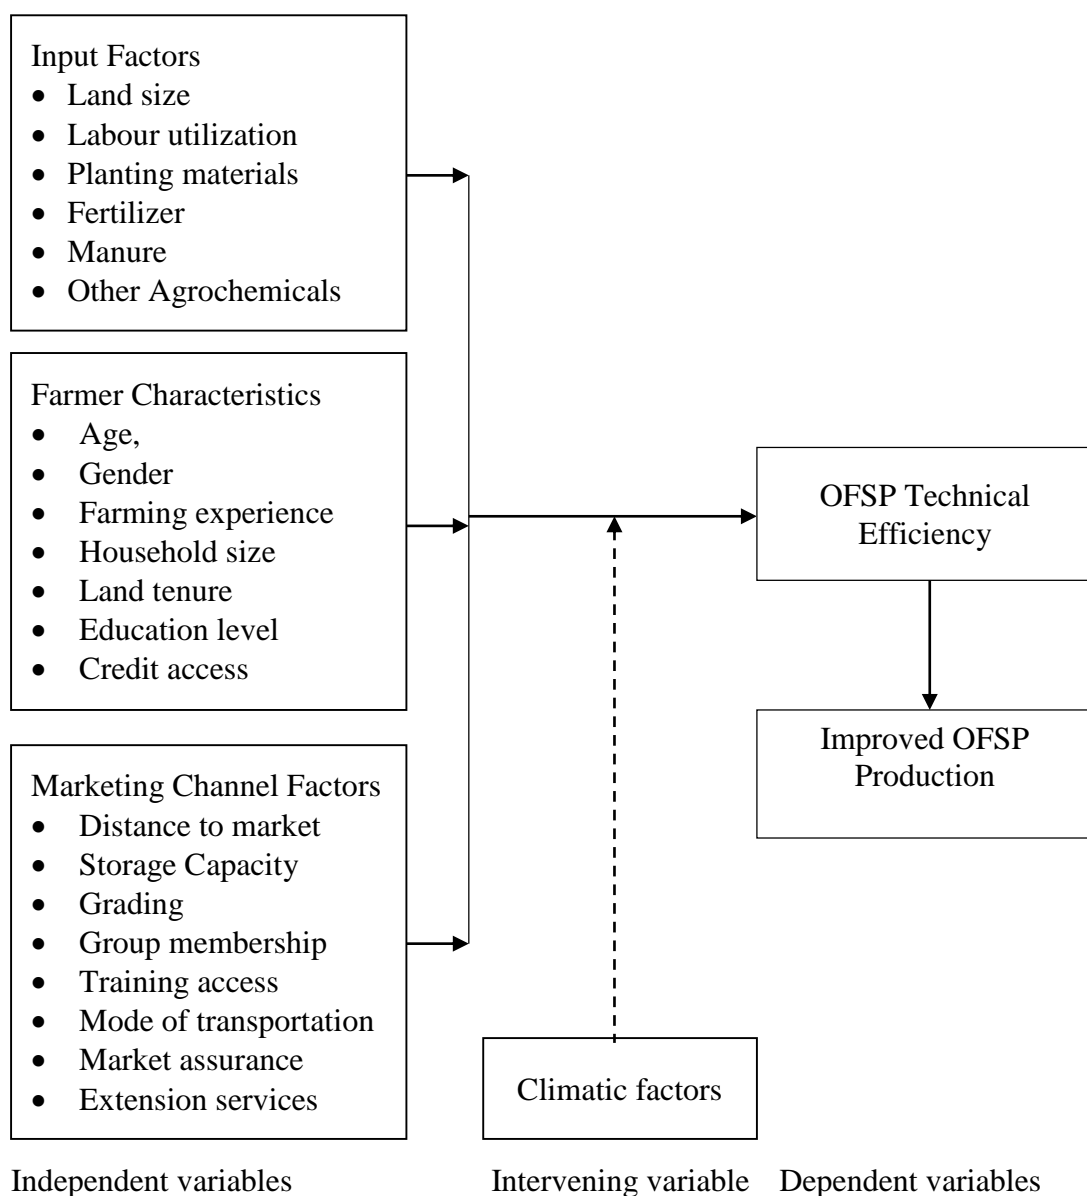 Input Factors
• Land size
• Labour utilization
• Planting materials
• Fertilizer
• Manure
• Other Agrochemicals
Farmer Characteristics
• Age,
• Gender
• Farming experience
• Household size
• Land tenure
• Education level
• Credit access
Marketing Channel Factors
• Distance to market
• Storage Capacity
• Grading
• Group membership
• Training access
• Mode of transportation
• Market assurance
• Extension services
Climatic factors
OFSP Technical
Efficiency
Improved OFSP
Production
Independent variables
Intervening variable
Dependent variables